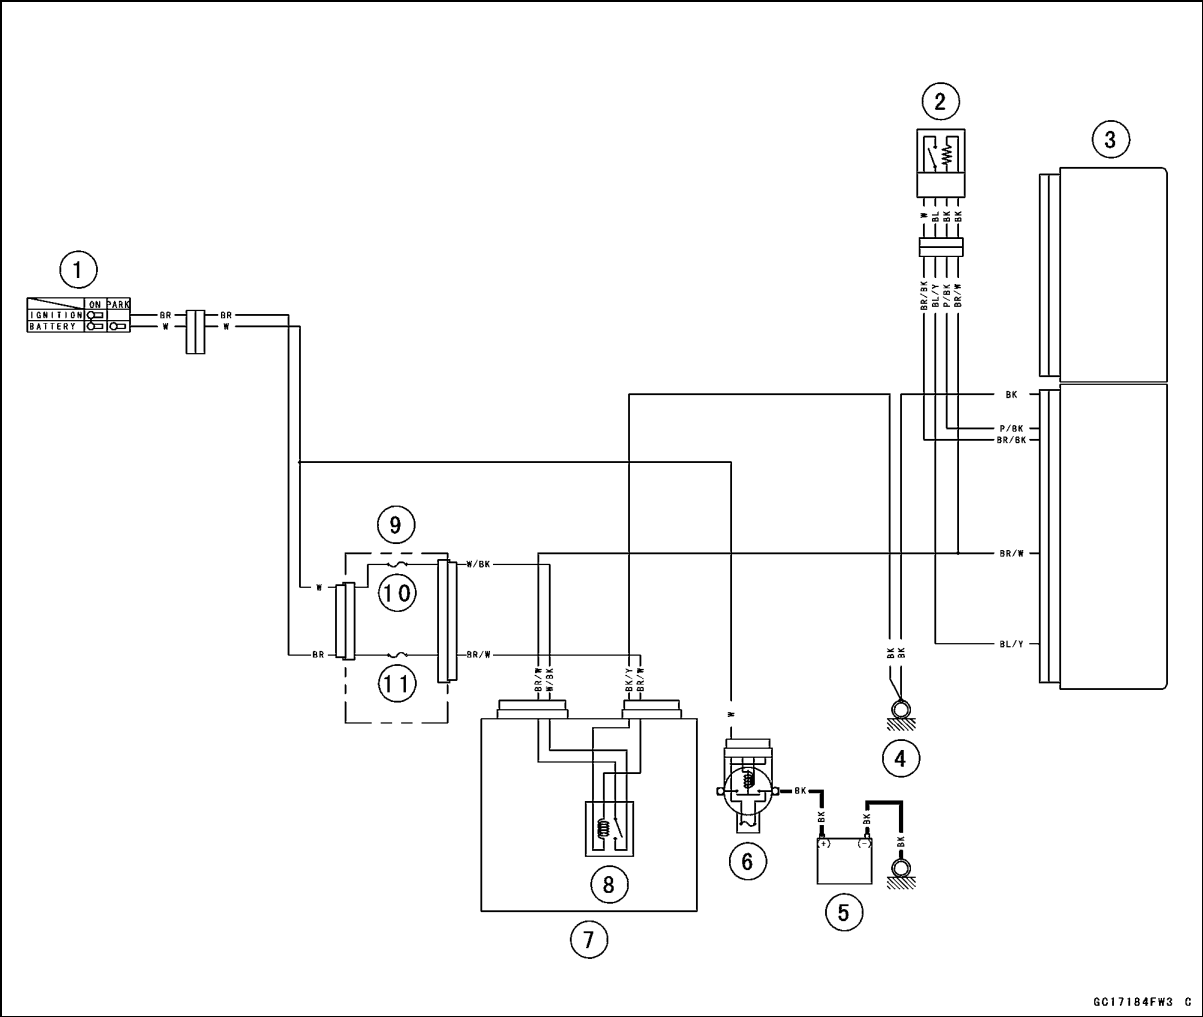 2
3
1
ON PARK
IGNITION
BATTERY
BR
BR
W
W
W
BL
BK
BK
BR/BK
BL/Y
P/BK
BR/W
BK
P/BK
BR/BK
BR/W
BL/Y
9
W/BK
W
10
BR
BR/W
11
BR/W
W/BK
BK/Y
BR/W
BK
BK
W
4
BK
BK
BK
BK
(+)
(-)
6
8
5
7
GC17184FW3 C